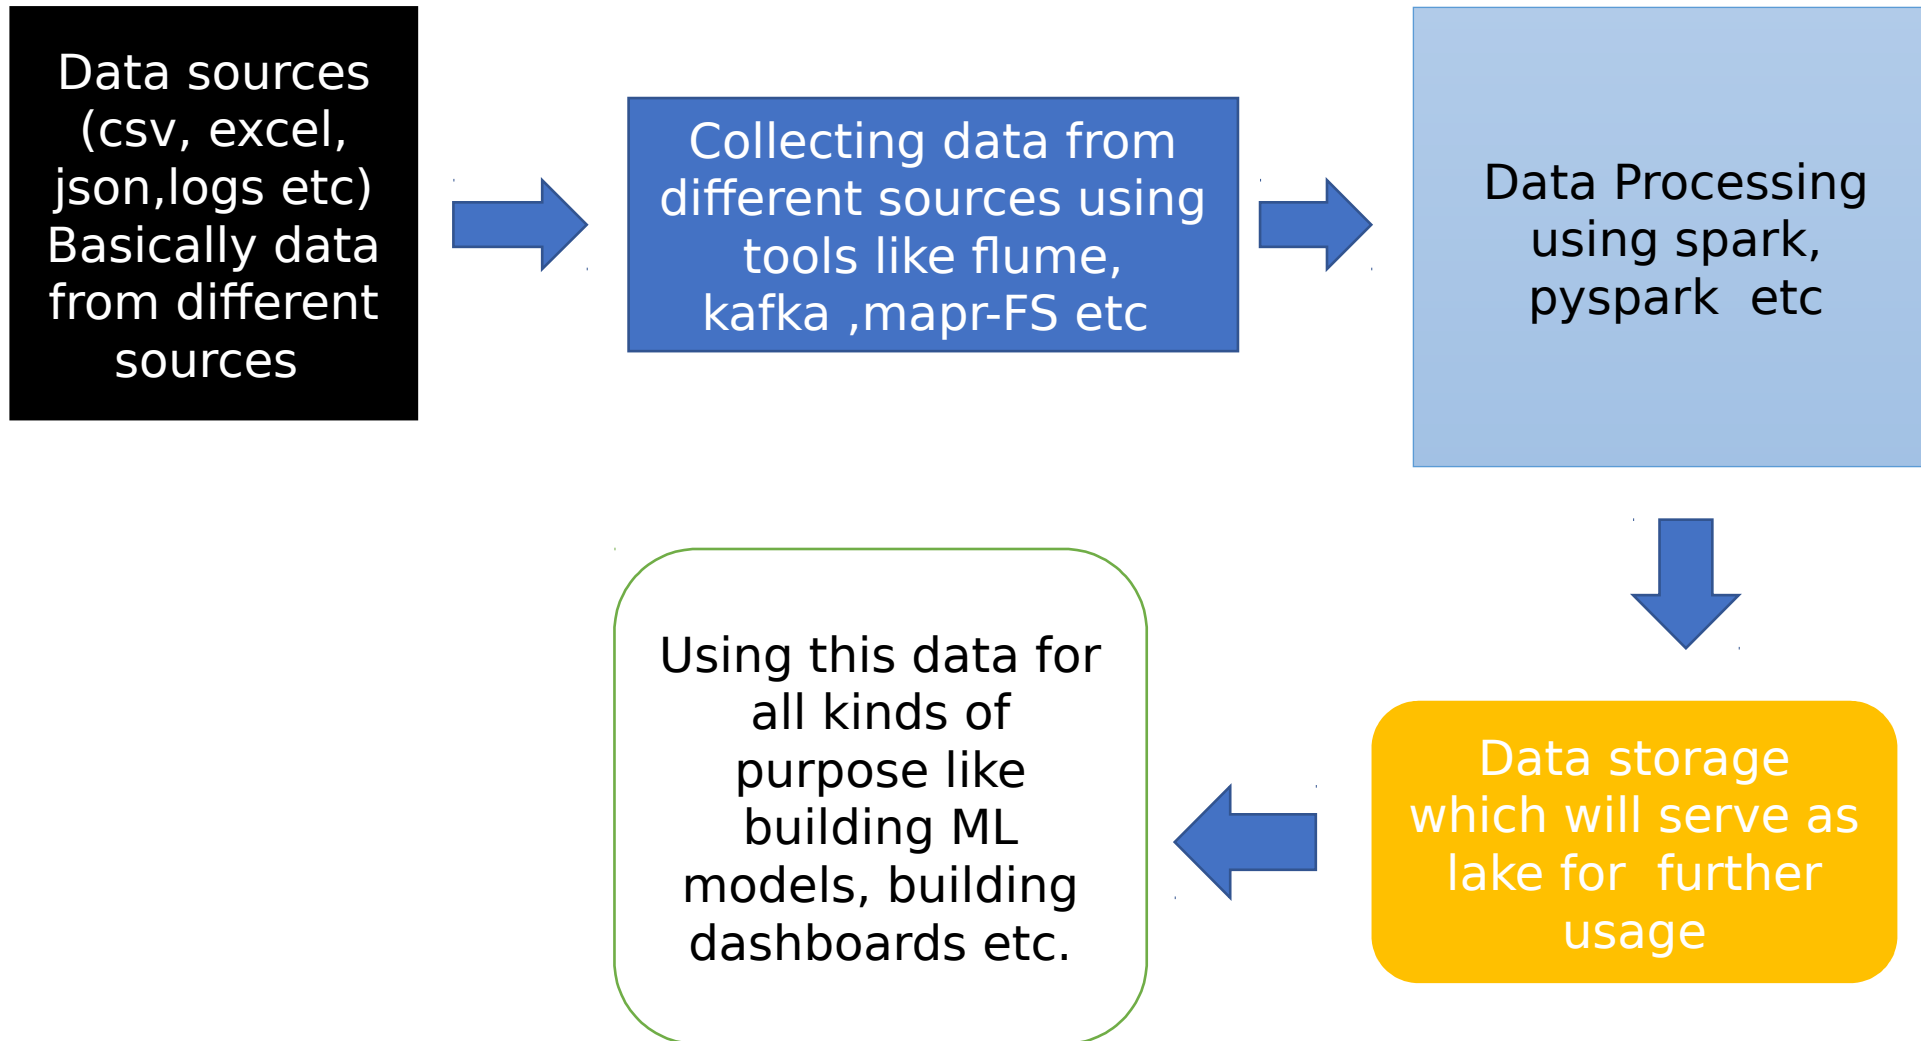 Data sources
(csv, excel,
json,logs etc)
Basically data
from different
sources
Collecting data from
different sources using
tools like flume,
kafka ,mapr-FS etc
Data Processing
using spark,
pyspark  etc
Data storage
which will serve as
lake for  further
usage
Using this data for
all kinds of
purpose like
building ML
models, building
dashboards etc.